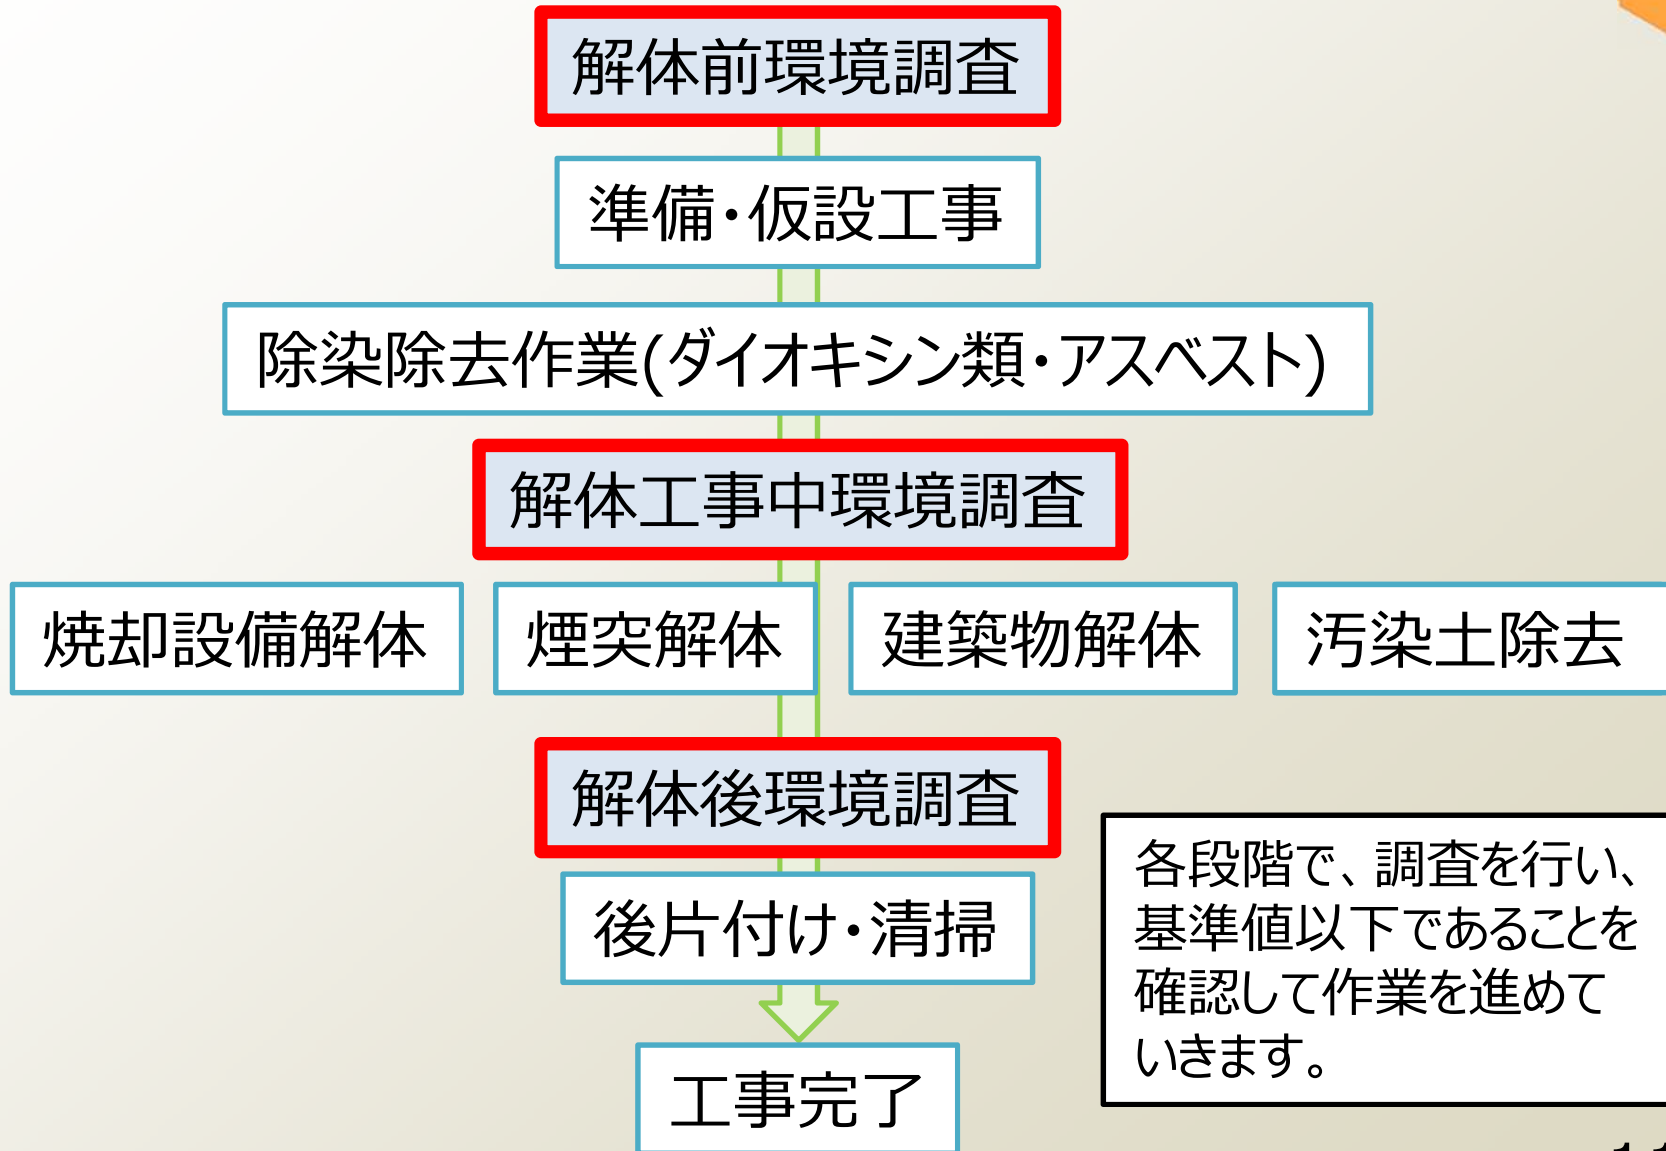 解体前環境調査
準備・仮設工事
除染除去作業(ダイオキシン類・アスベスト)
解体工事中環境調査
焼却設備解体
煙突解体
建築物解体
汚染土除去
解体後環境調査
後片付け・清掃
工事完了
各段階で、調査を行い、
基準値以下であることを
確認して作業を進めて
いきます。